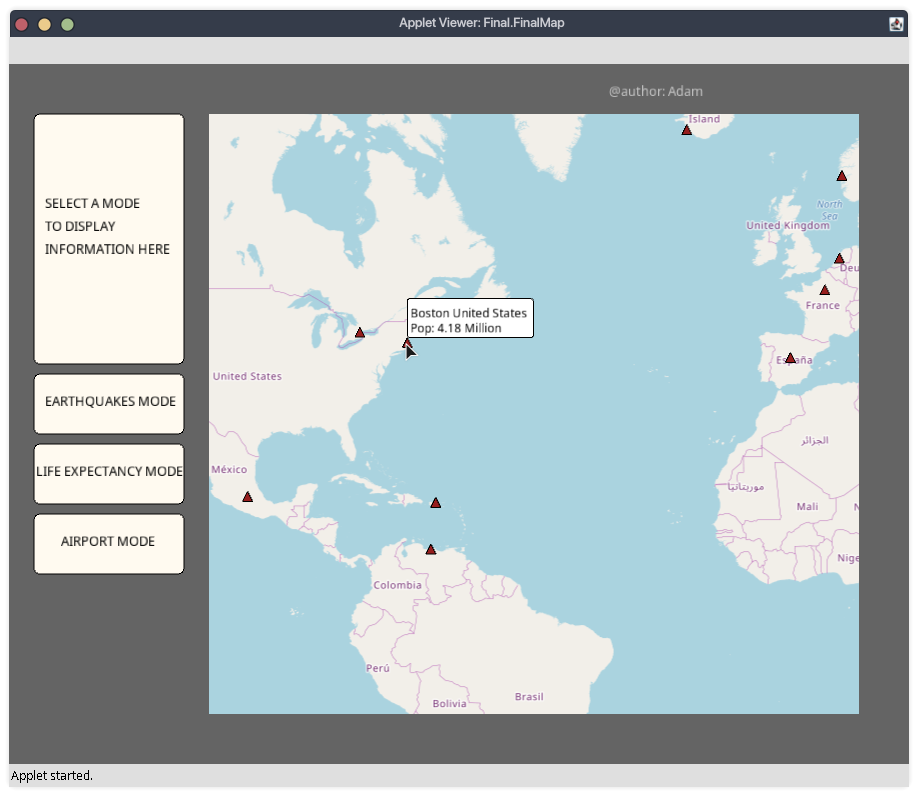 Applet Viewer: Final.FinalMap
@author: Adam
SELECT A MODE
TO DISPLAY
INFORMATION HERE
EARTHQUAKES MODE
LIFE EXPECTANCY MODE
AIRPORT MODE
Island
North
Sea
United Kingdom
Deu
France
Boston United States
Pop: 4.18 Million
España
United States
الجزائر
México
موريتانيا
Mali
N
Nige
Colombia
Perú
Brasil
Bolivia
Applet started.